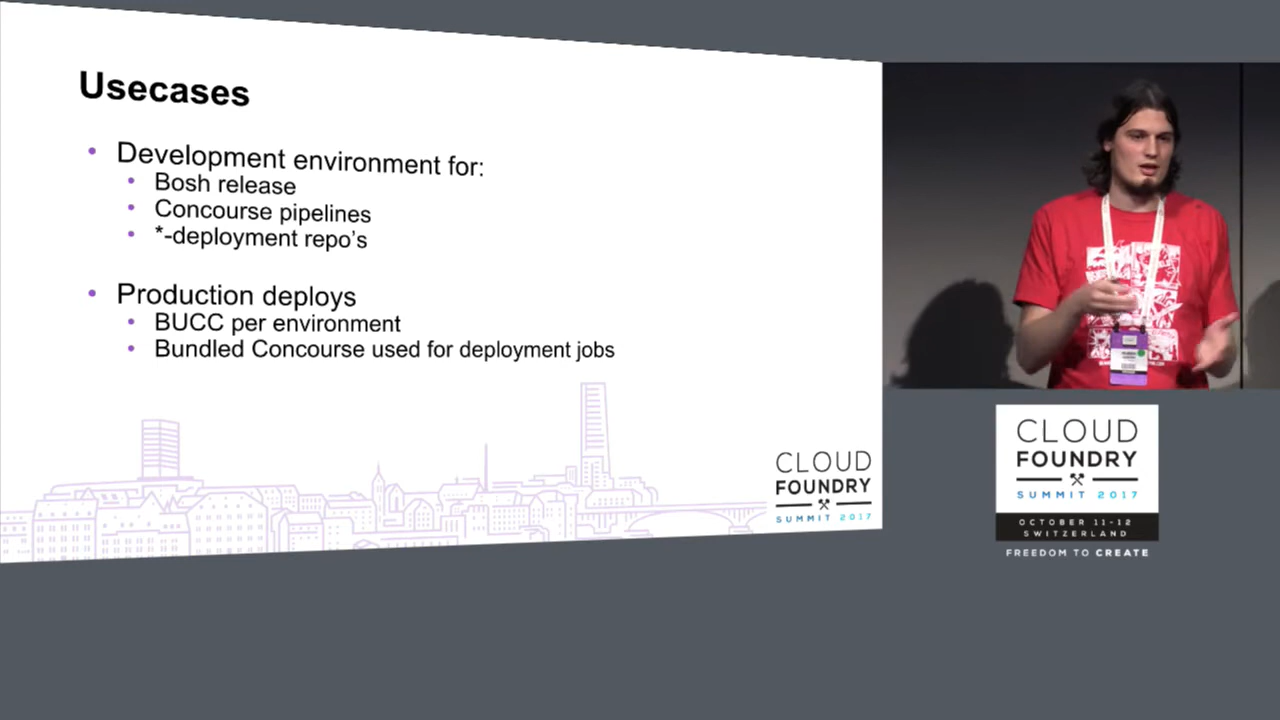 Usecases
Development environment for:
Bosh release
Concourse pipelines
*-deployment repo's
Production deploys
BUCC per environment
Bundled Concourse used for deployment jobs
CLOUD
FOUNDRY
SUMMIT 2017
CLOUD
FOUNDRY
SUMMIT 2017
OCTOBER 11-12
SWITZERLAND
FREEDOM TO CREATE